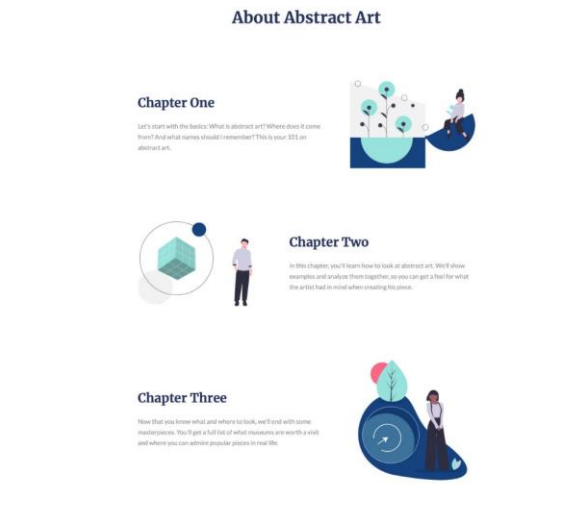 About Abstract Art
Chapter One
Let's start with the basics: What is abstract art? Where does it come
from? And what names should I remember? This is your 101 on
abstract art.
Chapter Two
In this chapter, you'll learn how to look at abstract art. We'll show
examples and analyze them together, so you can get a feel for what
the artist had in mind when creating his piece.
Chapter Three
Now that you know what and where to look, we'll end with some
masterpieces. You'll get a full list of what museums are worth a visit
and where you can admire popular pieces in real life.